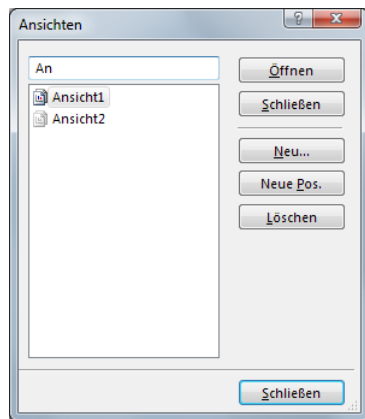 Ansichten
An
Ansicht1
Ansicht2
Öffnen
Schließen
Neu...
Neue Pos.
Löschen
Schließen